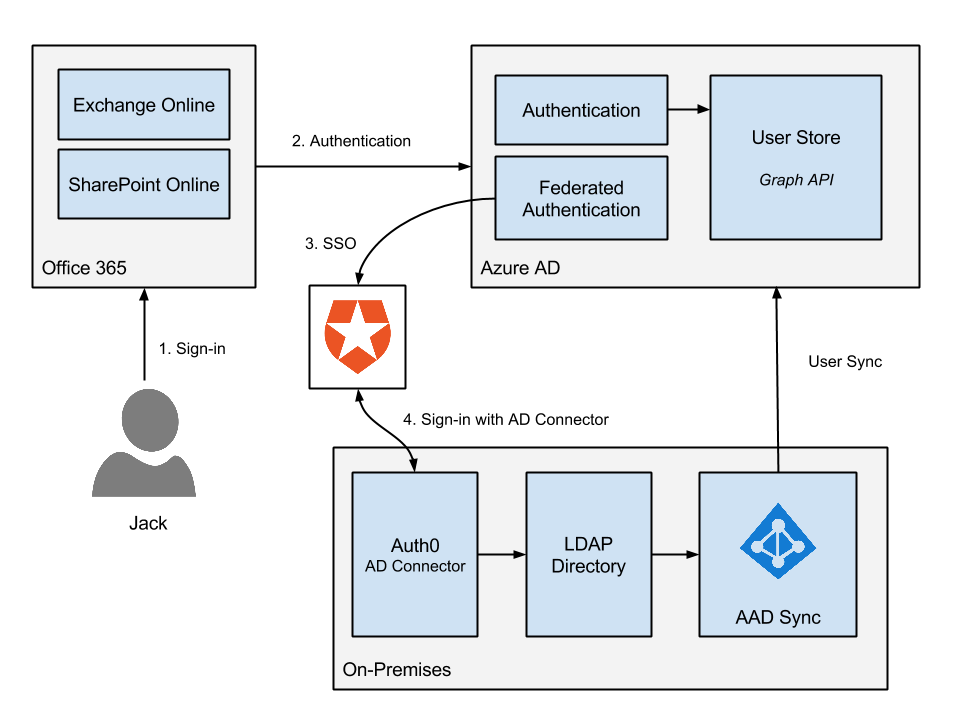 Exchange Online
SharePoint Online
Office 365
2. Authentication
Authentication
Federated
Authentication
User Store
Graph API
Azure AD
3. SSO
1. Sign-in
Jack
User Sync
4. Sign-in with AD Connector
Auth0
AD Connector
LDAP
Directory
AAD Sync
On-Premises